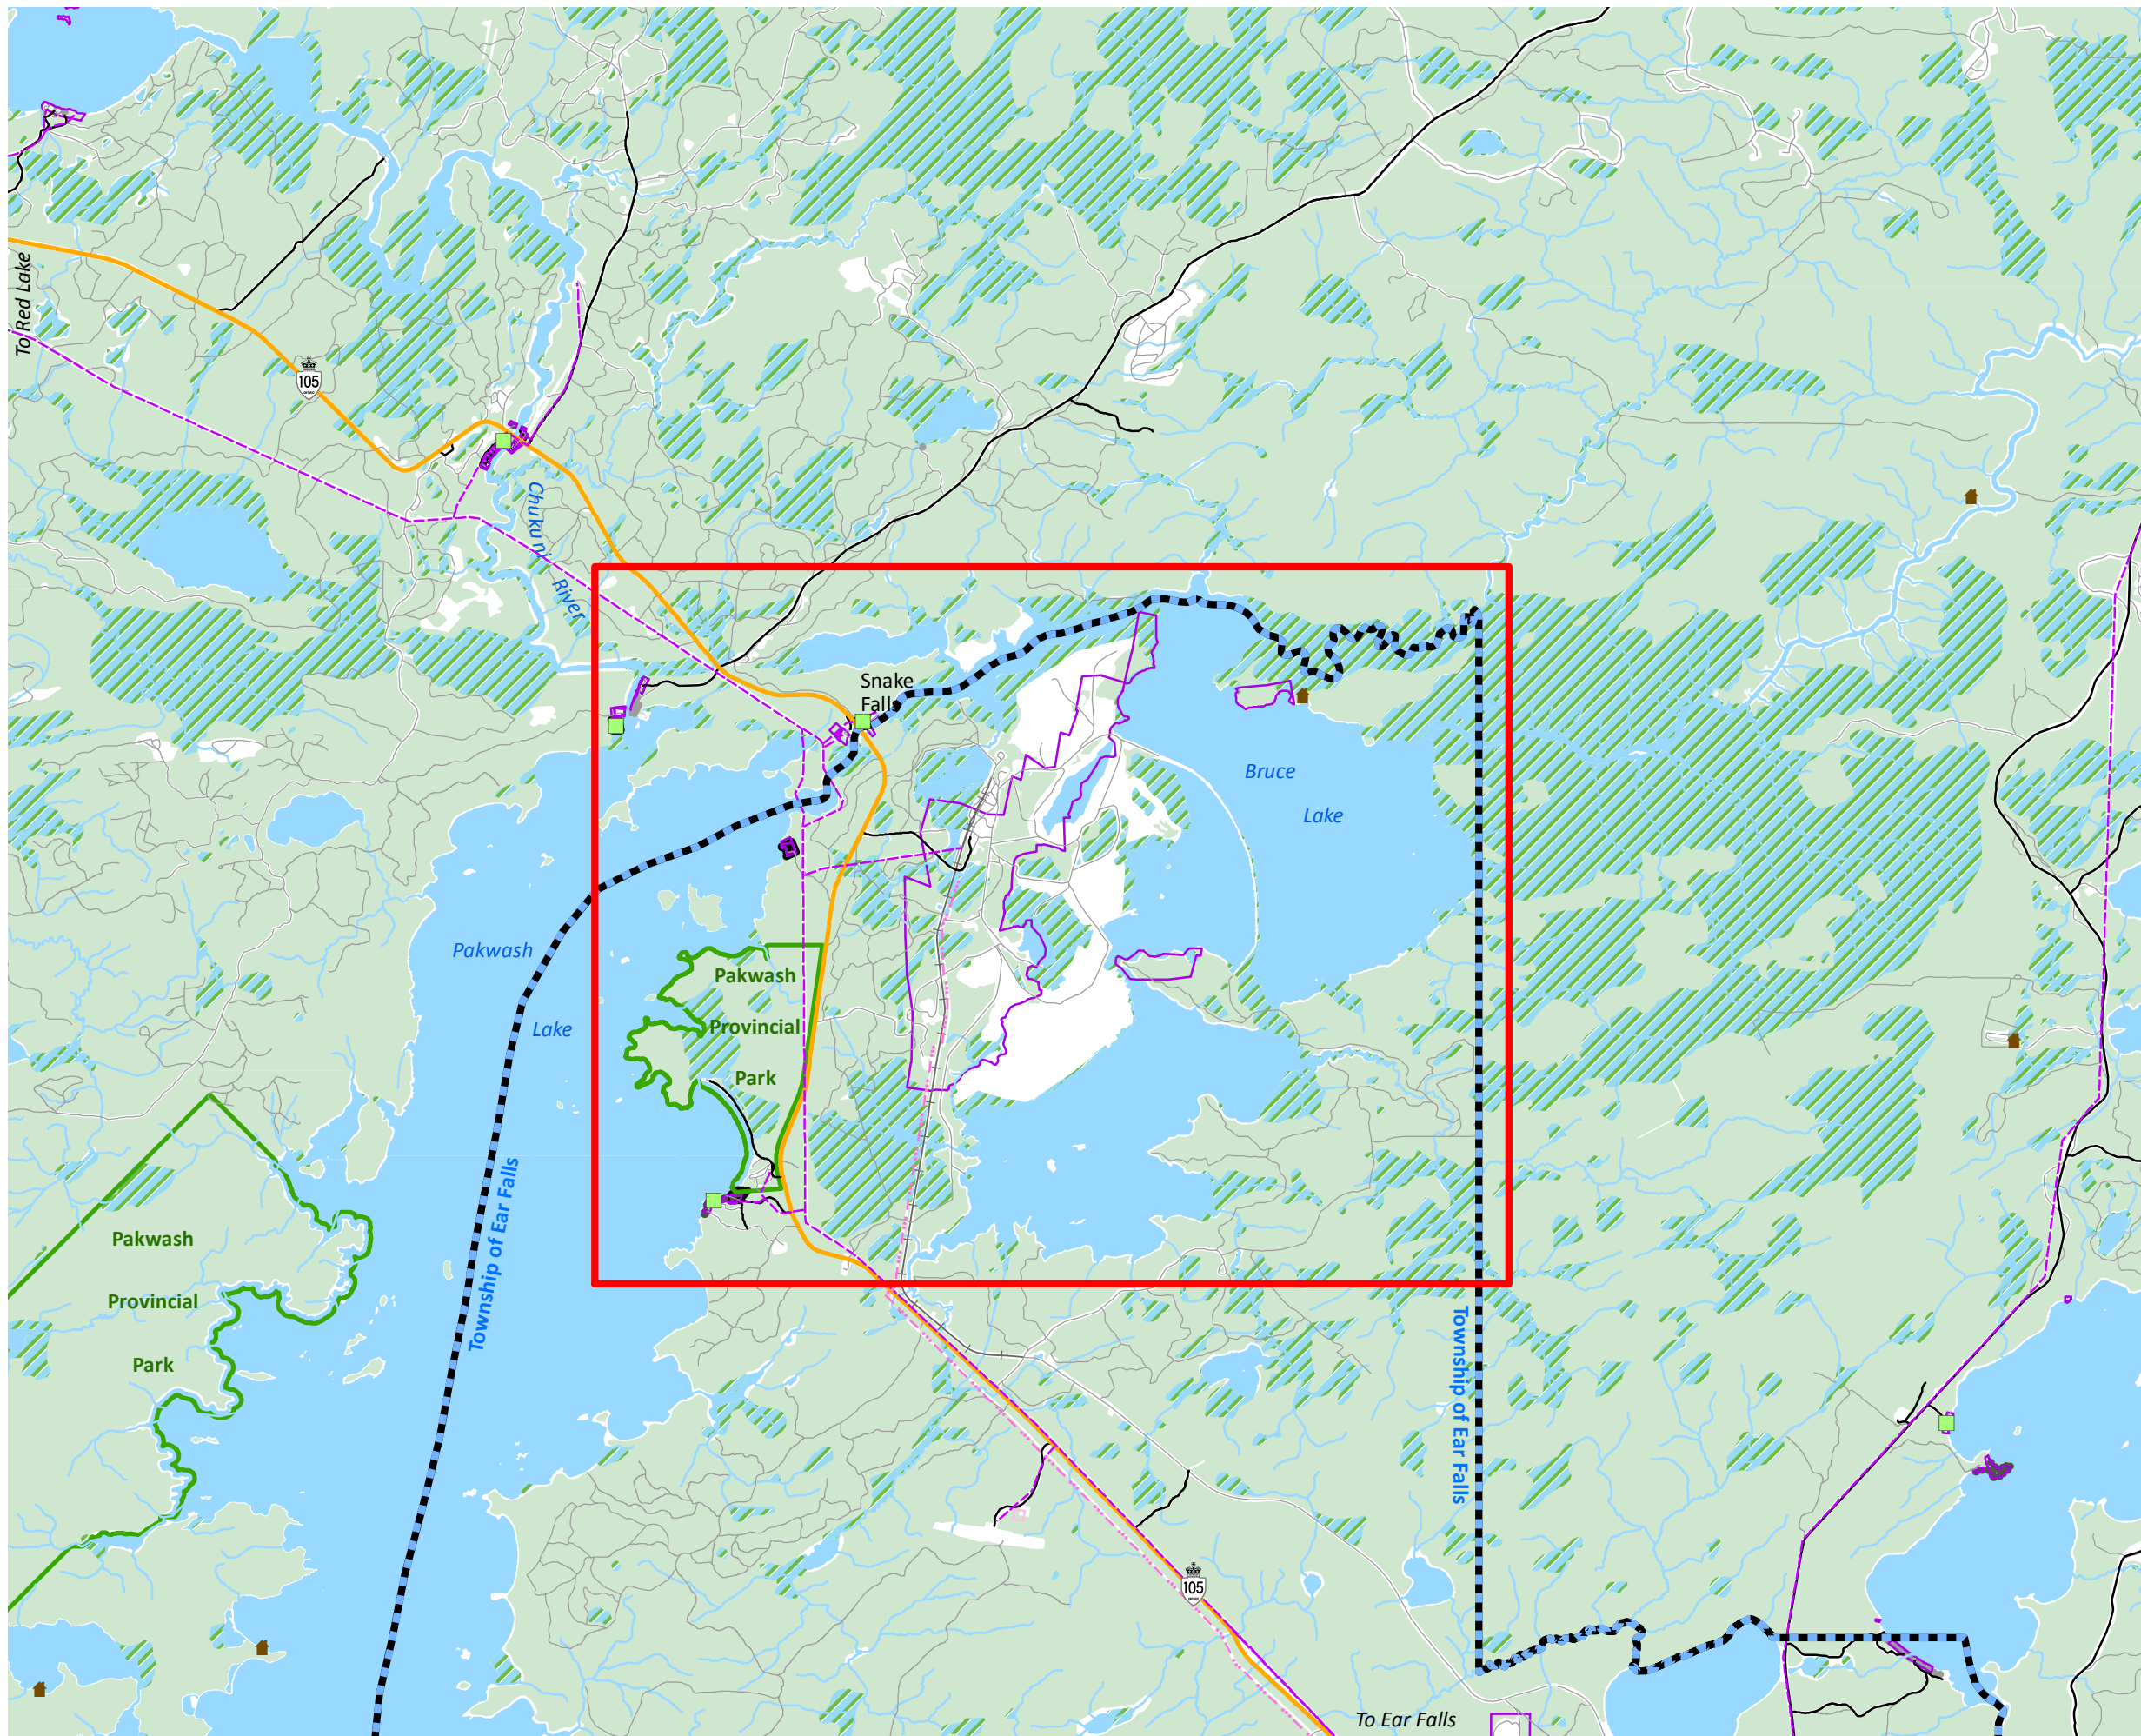 To Red Lake
105
Chukuni
River
Snake
Falls
Bruce
Lake
Pakwash
Lake
Pakwash
Provincial
Park
Township of Ear Falls
Pakwash
Provincial
Park
Township of Ear Falls
105
To Ear Falls